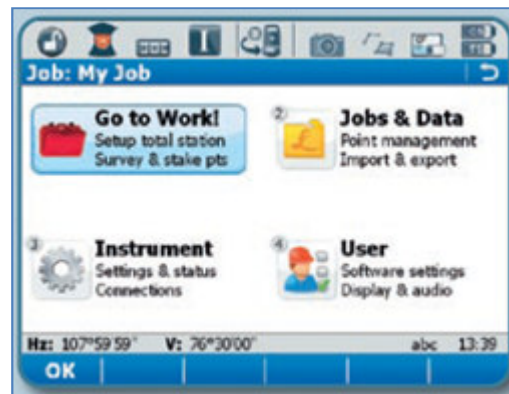 Job: My Job
Go to Work!
Setup total station
Survey & stake pts
2
Jobs & Data
Point management
Import & export
3
Instrument
Settings & status
Connections
4
User
Software settings
Display & audio
Hz: 107°59'59" V: 76°30'00" abc 13:39
OK